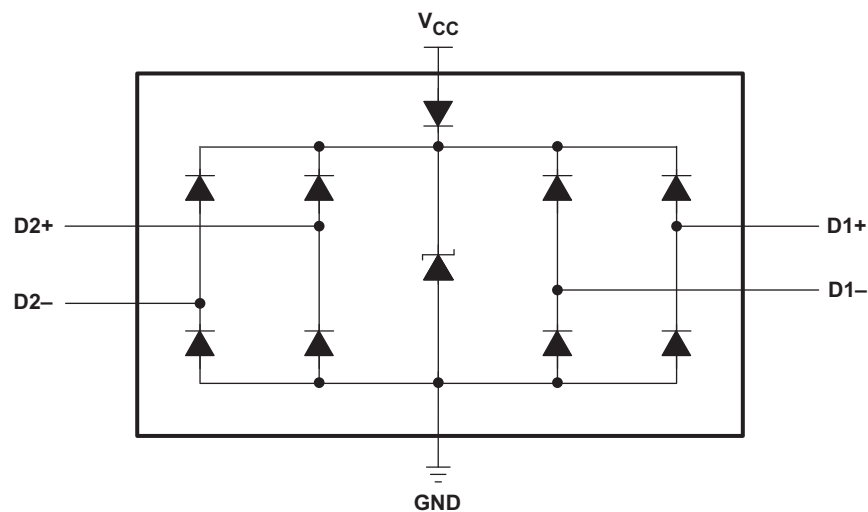 VCC
D2+
D1+
D1–
D2–
GND